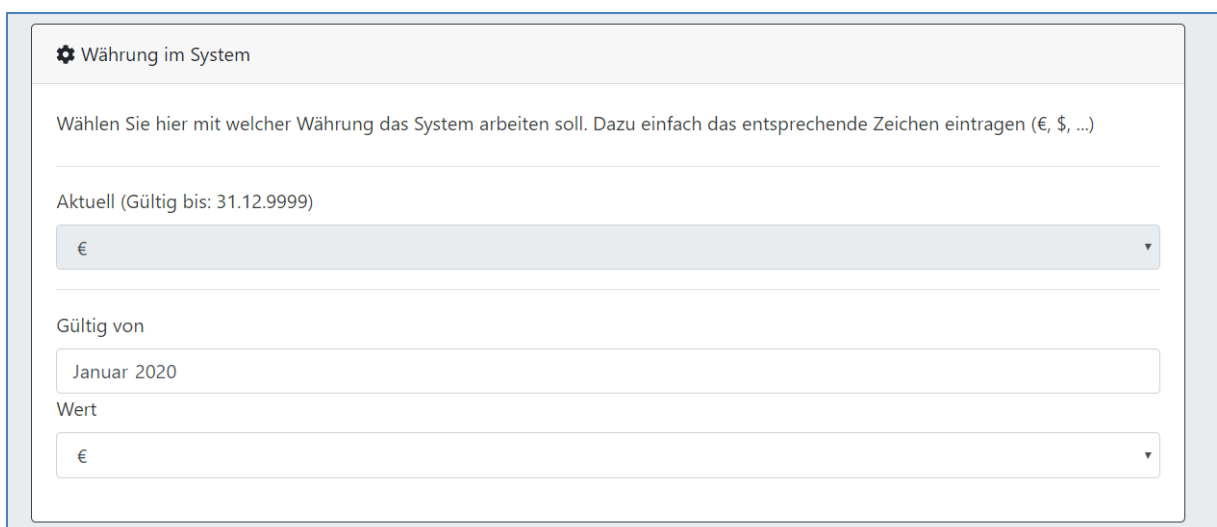 Währung im System
Wählen Sie hier mit welcher Währung das System arbeiten soll. Dazu einfach das entsprechende Zeichen eintragen (€, $, ...)
Aktuell (Gültig bis: 31.12.9999)
€
Gültig von
Januar 2020
Wert
€